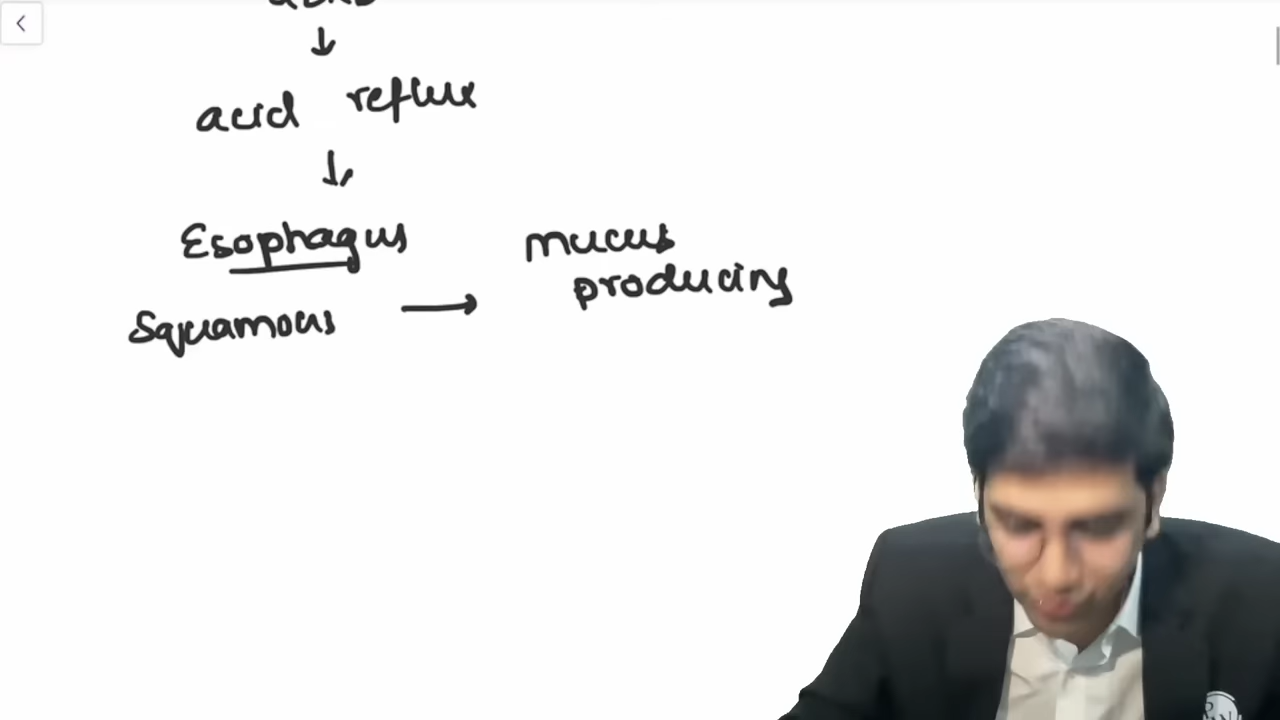 ↓
acid reflux
↓
Esophagus mucus
producing
Squamous →